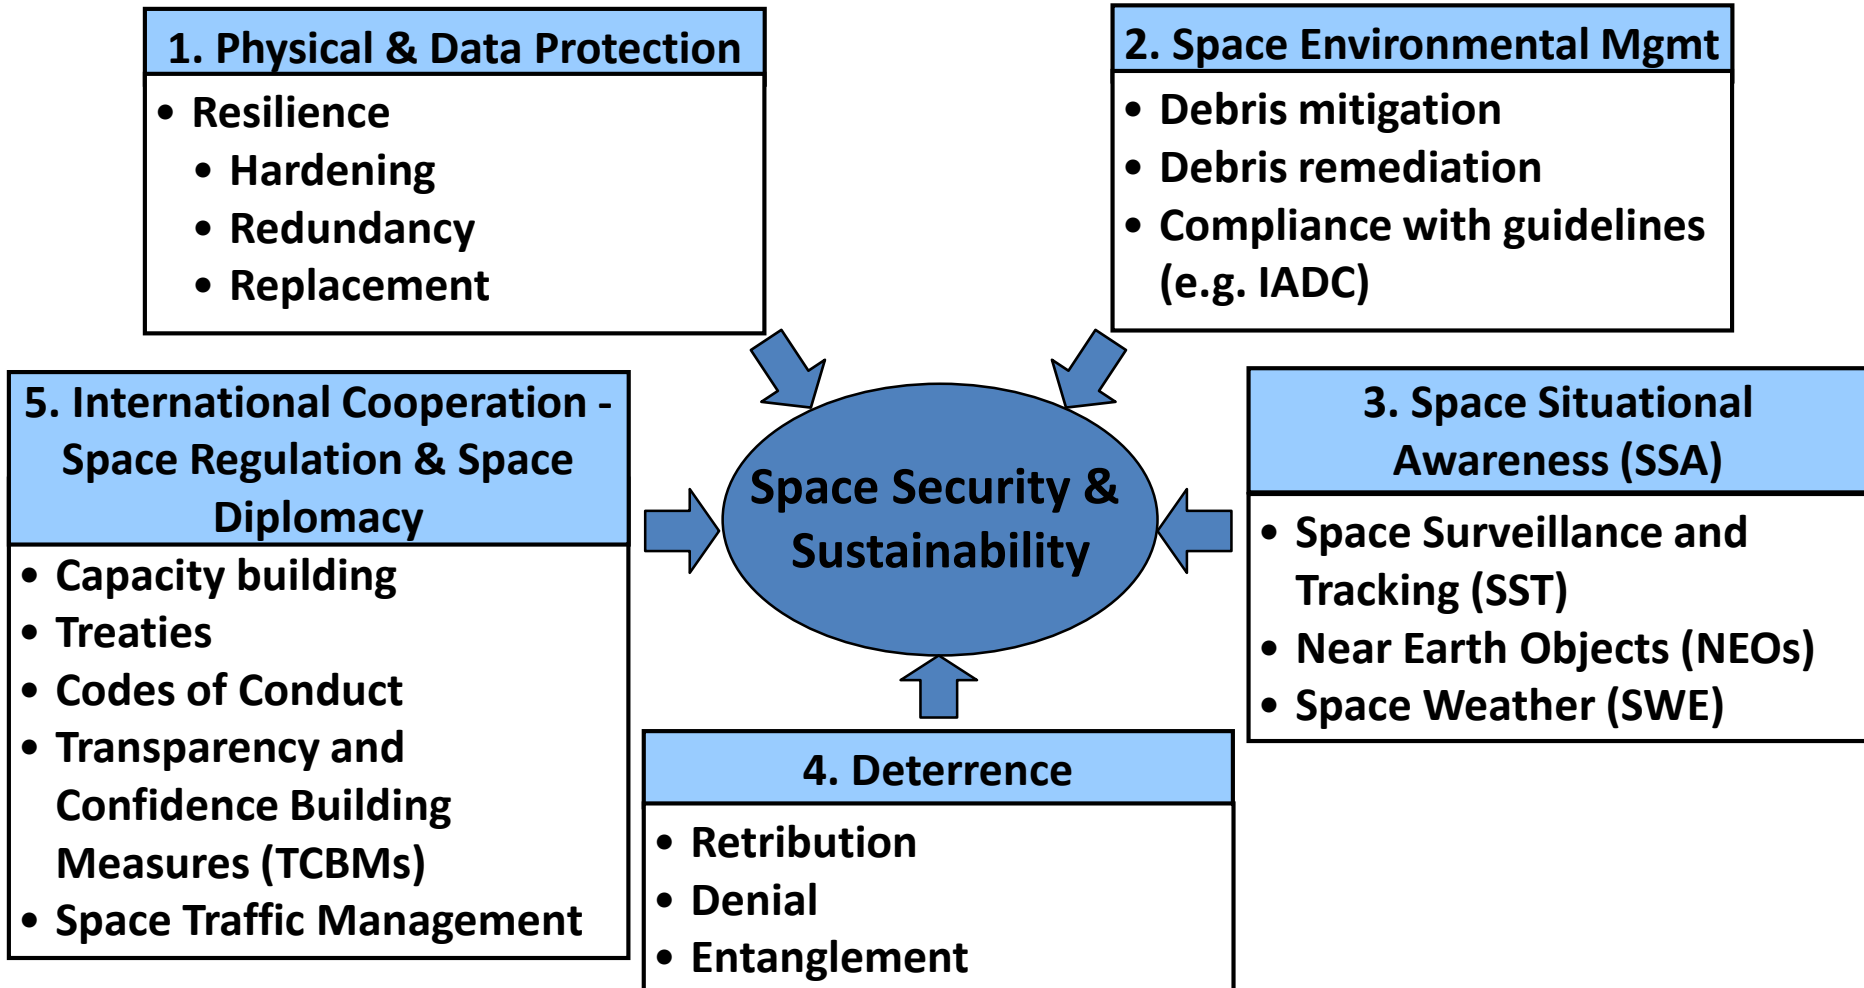 1. Physical & Data Protection
• Resilience
• Hardening
• Redundancy
• Replacement
2. Space Environmental Mgmt
• Debris mitigation
• Debris remediation
• Compliance with guidelines
(e.g. IADC)
Space Security &
Sustainability
3. Space Situational
Awareness (SSA)
• Space Surveillance and
Tracking (SST)
• Near Earth Objects (NEOs)
• Space Weather (SWE)
4. Deterrence
• Retribution
• Denial
• Entanglement
5. International Cooperation -
Space Regulation & Space
Diplomacy
• Capacity building
• Treaties
• Codes of Conduct
• Transparency and
Confidence Building
Measures (TCBMs)
• Space Traffic Management